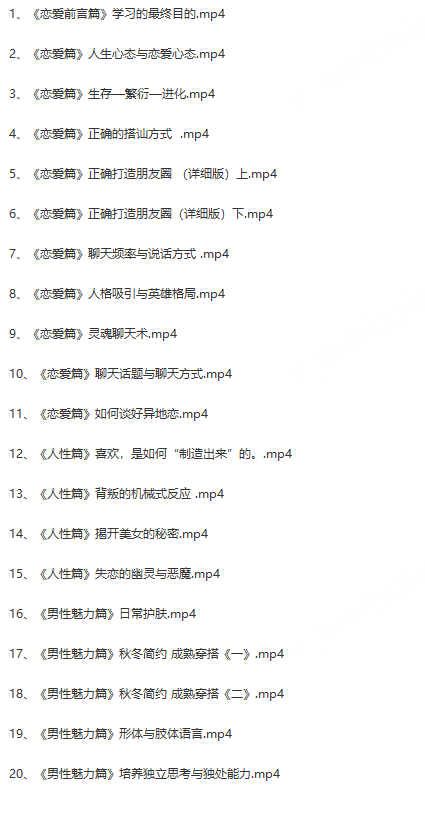 1、《恋爱前言篇》学习的最终目的.mp4
2、《恋爱篇》人生心态与恋爱心态.mp4
3、《恋爱篇》生存—繁衍—进化.mp4
4、《恋爱篇》正确的搭讪方式  .mp4
5、《恋爱篇》正确打造朋友圈 （详细版）上.mp4
6、《恋爱篇》正确打造朋友圈（详细版）下.mp4
7、《恋爱篇》聊天频率与说话方式 .mp4
8、《恋爱篇》人格吸引与英雄格局.mp4
9、《恋爱篇》灵魂聊天术.mp4
10、《恋爱篇》聊天话题与聊天方式.mp4
11、《恋爱篇》如何谈好异地恋.mp4
12、《人性篇》喜欢，是如何“制造出来”的。.mp4
13、《人性篇》背叛的机械式反应 .mp4
14、《人性篇》揭开美女的秘密.mp4
15、《人性篇》失恋的幽灵与恶魔.mp4
16、《男性魅力篇》日常护肤.mp4
17、《男性魅力篇》秋冬简约 成熟穿搭《一》.mp4
18、《男性魅力篇》秋冬简约 成熟穿搭《二》.mp4
19、《男性魅力篇》形体与肢体语言.mp4
20、《男性魅力篇》培养独立思考与独处能力.mp4